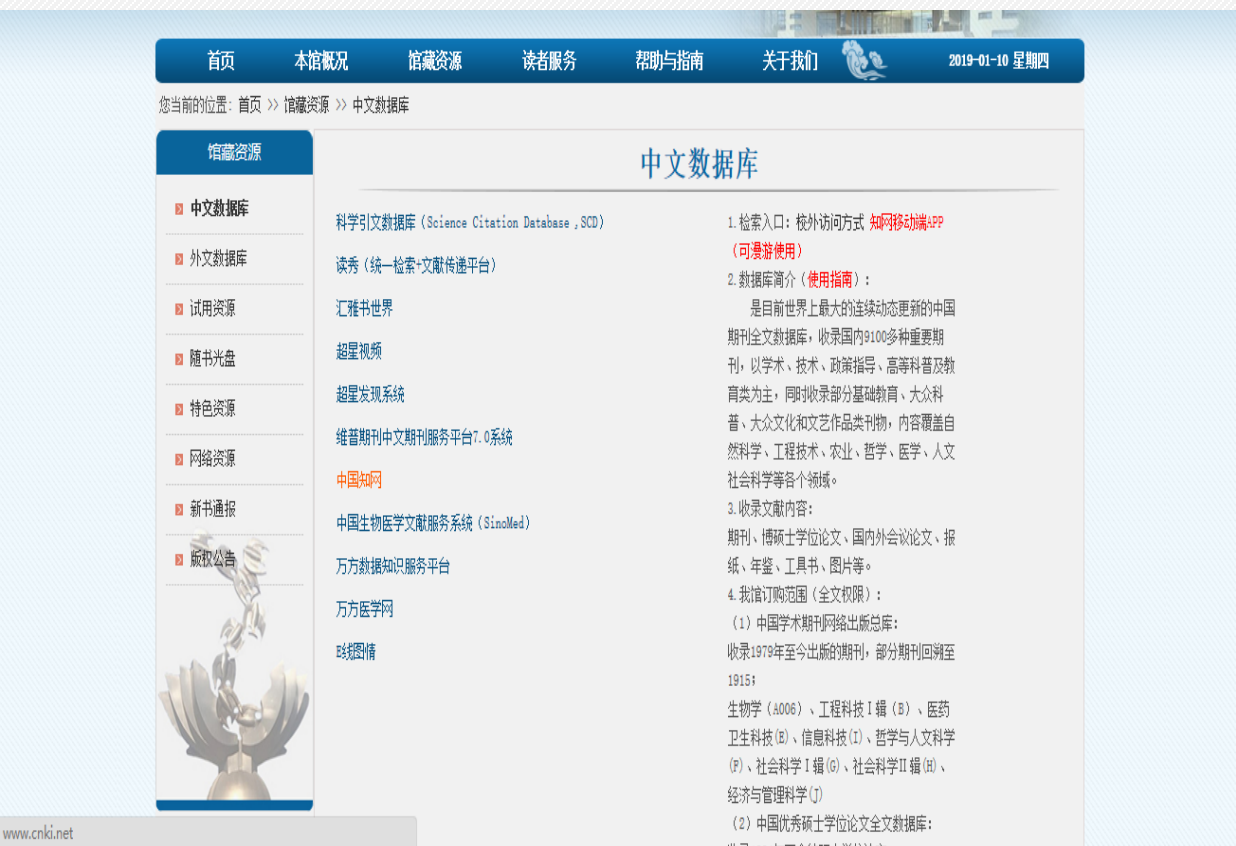 首页 本馆概况 馆藏资源 读者服务 帮助与指南 关于我们 2019-01-10 星期四
您当前的位置: 首页 >> 馆藏资源 >> 中文数据库
馆藏资源
中文数据库
外文数据库
试用资源
随书光盘
特色资源
网络资源
新书通报
版权公告
中文数据库
科学引文数据库（Science Citation Database ,SCD）
读秀（统一检索+文献传递平台）
汇雅书世界
超星视频
超星发现系统
维普期刊中文期刊服务平台7.0系统
中国知网
中国生物医学文献服务系统（SinoMed）
万方数据知识服务平台
万方医学网
E线图情
1.检索入口: 校外访问方式 知网移动端APP
（可漫游使用）
2.数据库简介（使用指南）:
是目前世界上最大的连续动态更新的中国
期刊全文数据库，收录国内9100多种重要期
刊，以学术、技术、政策指导、高等科普及教
育类为主，同时收录部分基础教育、大众科
普、大众文化和文艺作品类刊物，内容覆盖自
然科学、工程技术、农业、哲学、医学、人文
社会科学等各个领域。
3.收录文献内容:
期刊、博硕士学位论文、国内外会议论文、报
纸、年鉴、工具书、图片等。
4.我馆订购范围（全文权限）:
（1）中国学术期刊网络出版总库:
收录1979年至今出版的期刊，部分期刊回溯至
1915;
生物学（A006）、工程科技Ⅰ辑（B）、医药
卫生科技(E)、信息科技(I)、哲学与人文科学
(F)、社会科学Ⅰ辑(G)、社会科学Ⅱ辑(H)、
经济与管理科学(J)
（2）中国优秀硕士学位论文全文数据库:
www.cnki.net